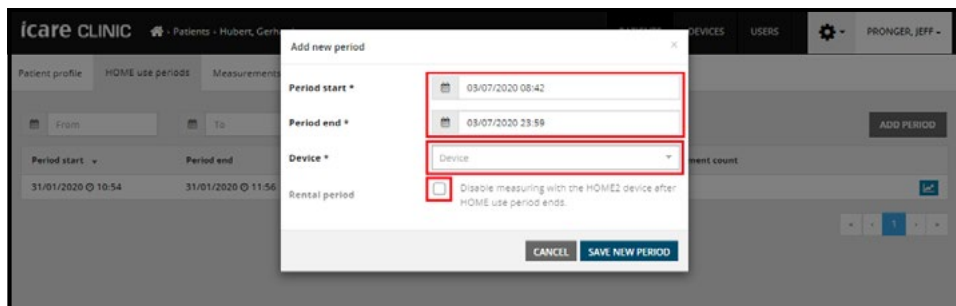 icare CLINIC
Patients - Hubert, Gerh
DEVICES
USERS
PRONGER, JEFF
Patient profile
HOME use periods
Measurements
From
To
ADD PERIOD
Period start
Period end
ment count
31/01/2020 10:54
31/01/2020 11:56
1
Add new period
Period start *
03/07/2020 08:42
Period end *
03/07/2020 23:59
Device *
Device
Rental period
Disable measuring with the HOME2 device after
HOME use period ends.
CANCEL
SAVE NEW PERIOD